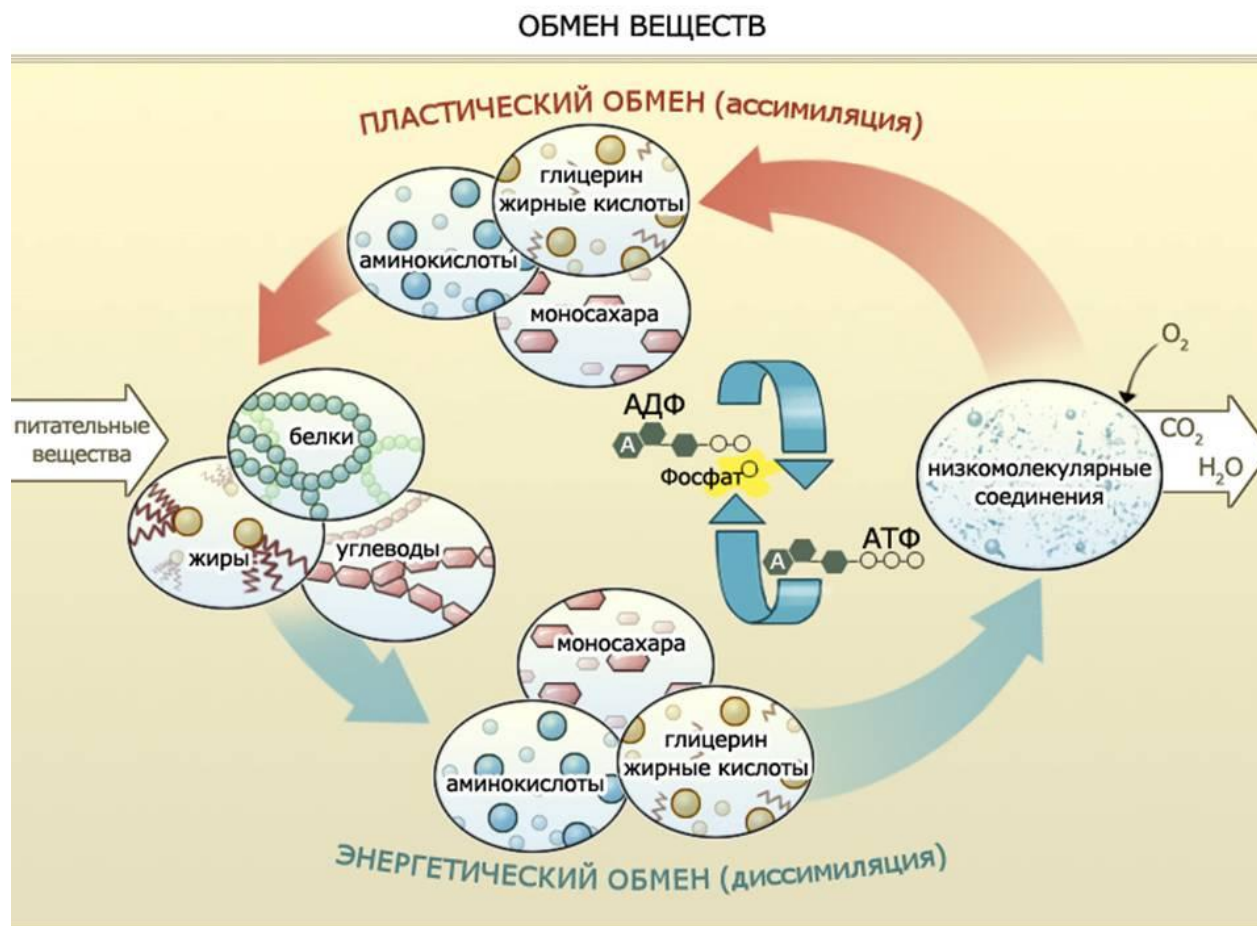 ОБМЕН ВЕЩЕСТВ
ПЛАСТИЧЕСКИЙ ОБМЕН (ассимиляция)
глицерин
жирные кислоты
аминокислоты
моносахара
O₂
питательные
вещества
белки
жиры
углеводы
АДФ
А
Фосфат
А
АТФ
низкомолекулярные
соединения
CO₂
H₂O
моносахара
аминокислоты
глицерин
жирные кислоты
ЭНЕРГЕТИЧЕСКИЙ ОБМЕН (диссимиляция)